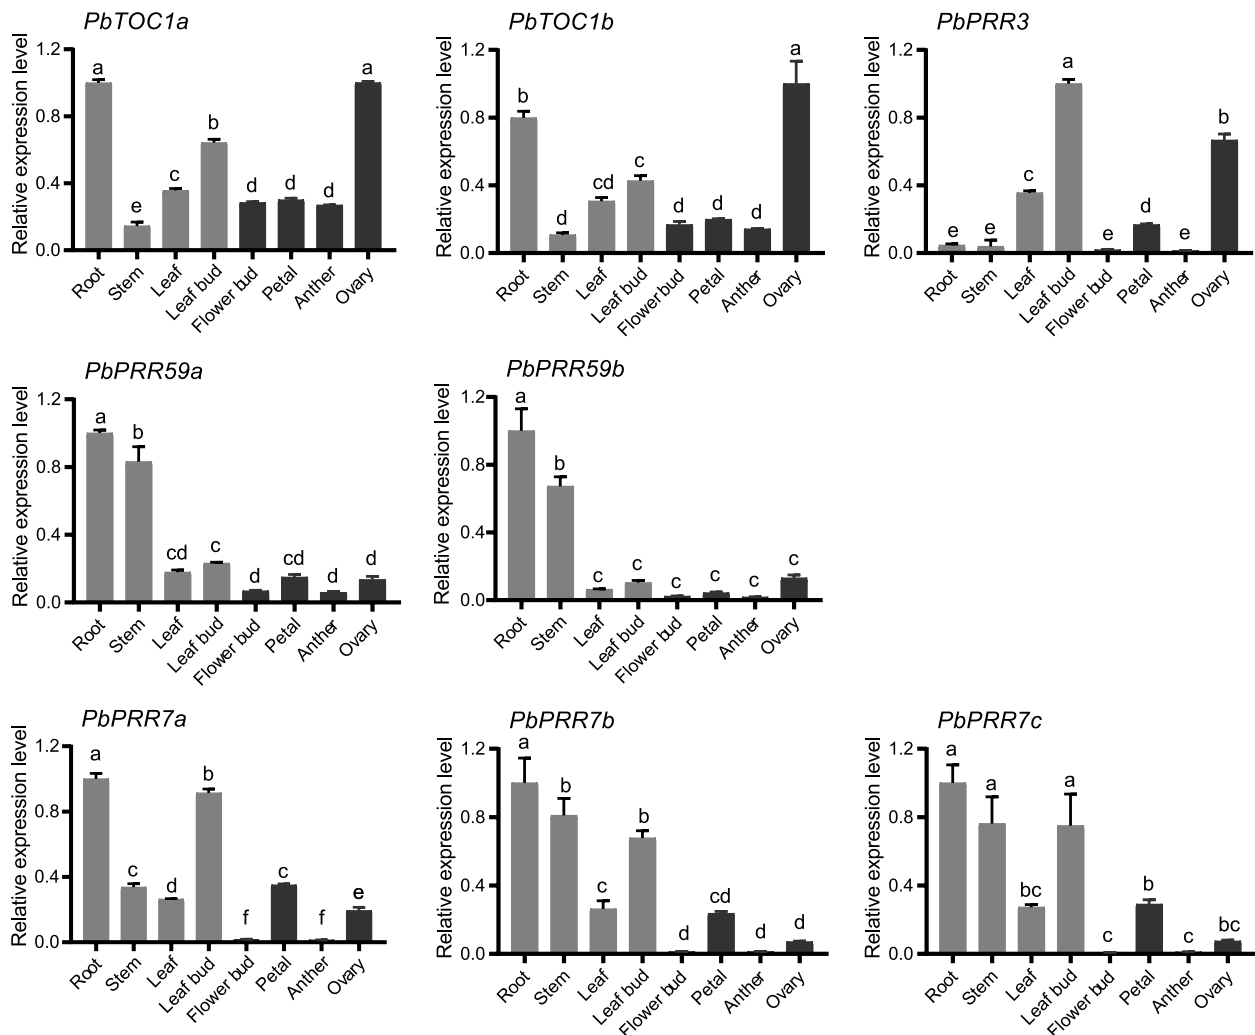 PbTOC1a
Relative expression level
1.2
0.8
0.4
0.0
a
e
c
b
d
d
d
a
Root
Stem
Leaf
Leaf bud
Flower bud
Petal
Anther
Ovary
PbTOC1b
Relative expression level
1.2
0.8
0.4
0.0
b
d
cd
c
d
d
d
a
Root
Stem
Leaf
Leaf bud
Flower bud
Petal
Anther
Ovary
PbPRR3
Relative expression level
1.2
0.8
0.4
0.0
e
e
c
a
e
d
e
b
Root
Stem
Leaf
Leaf bud
Flower bud
Petal
Anther
Ovary
PbPRR59a
Relative expression level
1.2
0.8
0.4
0.0
a
b
cd
c
d
cd
d
d
Root
Stem
Leaf
Leaf bud
Flower bud
Petal
Anther
Ovary
PbPRR59b
Relative expression level
1.2
0.8
0.4
0.0
a
b
c
c
c
c
c
c
Root
Stem
Leaf
Leaf bud
Flower bud
Petal
Anther
Ovary
PbPRR7a
Relative expression level
1.2
0.8
0.4
0.0
a
c
d
b
f
c
f
e
Root
Stem
Leaf
Leaf bud
Flower bud
Petal
Anther
Ovary
PbPRR7b
Relative expression level
1.2
0.8
0.4
0.0
a
b
c
b
d
cd
d
d
Root
Stem
Leaf
Leaf bud
Flower bud
Petal
Anther
Ovary
PbPRR7c
Relative expression level
1.2
0.8
0.4
0.0
a
a
bc
a
c
b
c
bc
Root
Stem
Leaf
Leaf bud
Flower bud
Petal
Anther
Ovary